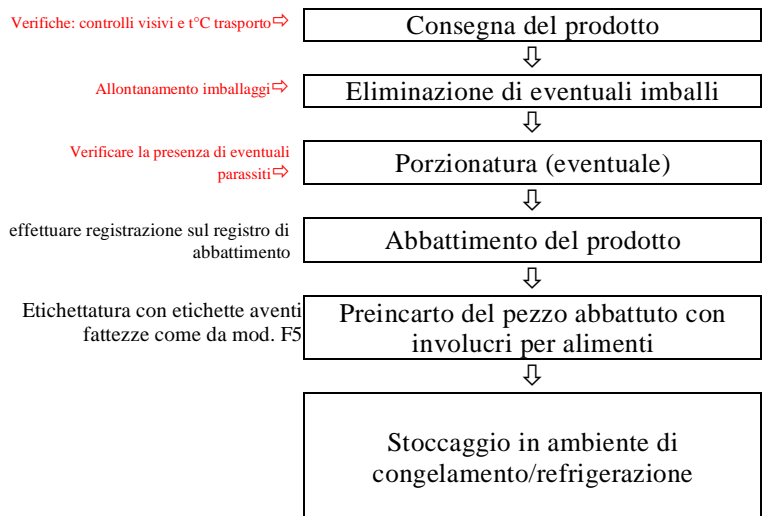 Verifiche: controlli visivi e t°C trasporto⇨
Consegna del prodotto
⇩
Allontanamento imballaggi⇨
Eliminazione di eventuali imballi
⇩
Verificare la presenza di eventuali
parassiti⇨
Porzionatura (eventuale)
⇩
effettuare registrazione sul registro di
abbattimento
Abbattimento del prodotto
⇩
Etichettatura con etichette aventi
fattezze come da mod. F5
Preincarto del pezzo abbattuto con
involucri per alimenti
⇩
Stoccaggio in ambiente di
congelamento/refrigerazione